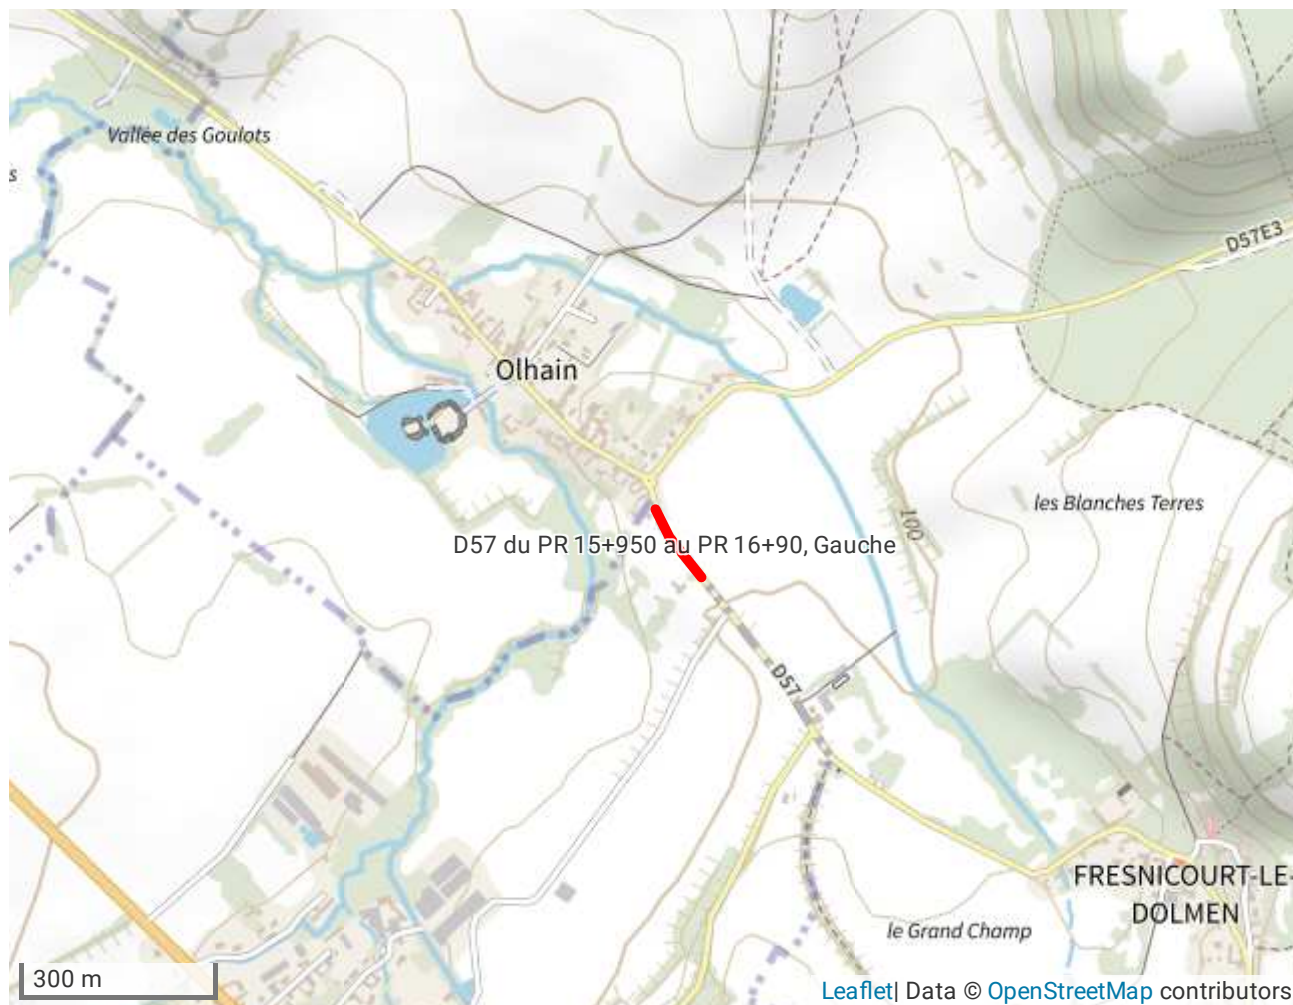 Vallée des Goulots
s
D57E3
Olhain
les Blanches Terres
100
D57 du PR 15+950 au PR 16+90, Gauche
D57
FRESNICOURT-LE-
DOLMEN
le Grand Champ
300 m
Leaflet| Data © OpenStreetMap contributors